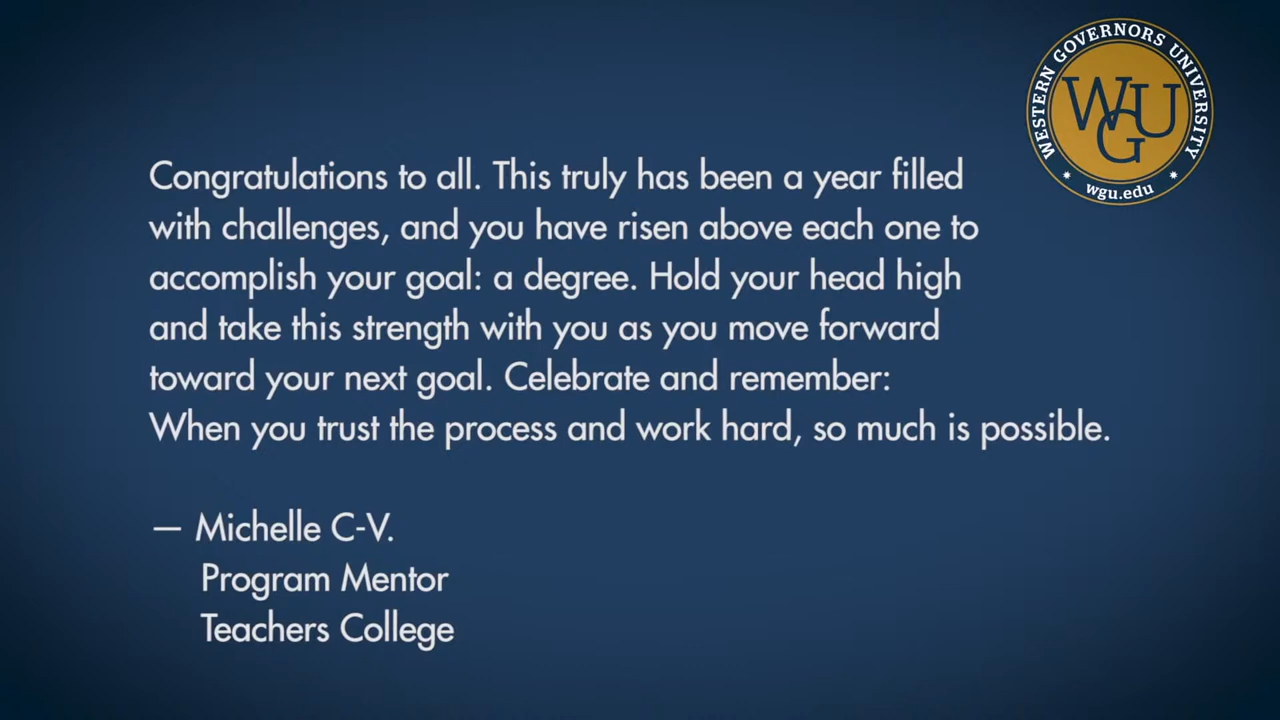 WESTERN GOVERNORS UNIVERSITY
WGU
wgu.edu
Congratulations to all. This truly has been a year filled
with challenges, and you have risen above each one to
accomplish your goal: a degree. Hold your head high
and take this strength with you as you move forward
toward your next goal. Celebrate and remember:
When you trust the process and work hard, so much is possible.
— Michelle C-V.
Program Mentor
Teachers College